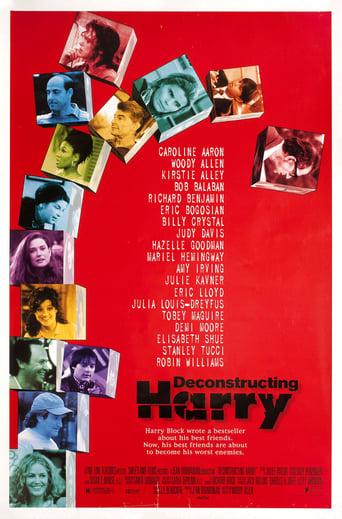 CAROLINE AARON
WOODY ALLEN
KIRSTIE ALLEY
BOB BALABAN
RICHARD BENJAMIN
ERIC BOGOSIAN
BILLY CRYSTAL
JUDY DAVIS
HAZELLE GOODMAN
MARIEL HEMINGWAY
AMY IRVING
JULIE KAVNER
ERIC LLOYD
JULIA LOUIS-DREYFUS
TOBEY MAGUIRE
DEMI MOORE
ELISABETH SHUE
STANLEY TUCCI
ROBIN WILLIAMS
Deconstructing
Harry
Harry Block wrote a bestseller
about his best friends.
Now, his best friends are about
to become his worst enemies.